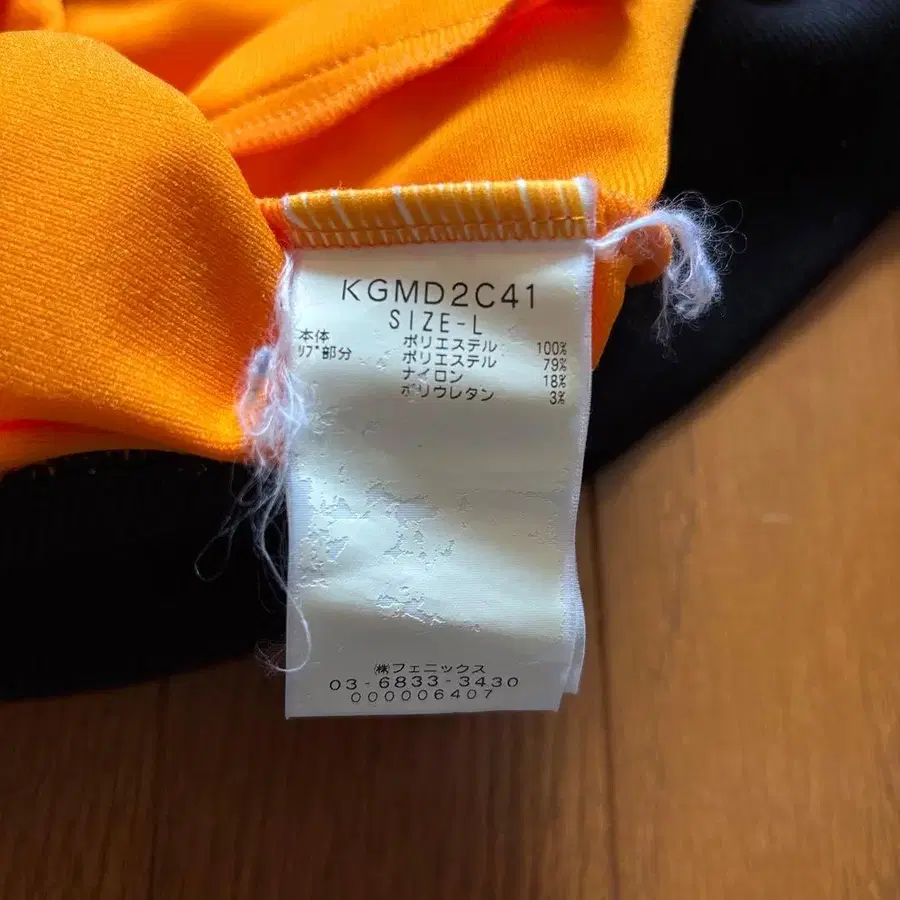 KGMD2C41
SIZE-L
本体 ポリエステル 100%
リブ部分 ポリエステル 79%
ナイロン 18%
ポリウレタン 3%
㈱フェニックス
03-6833-3430
000006407